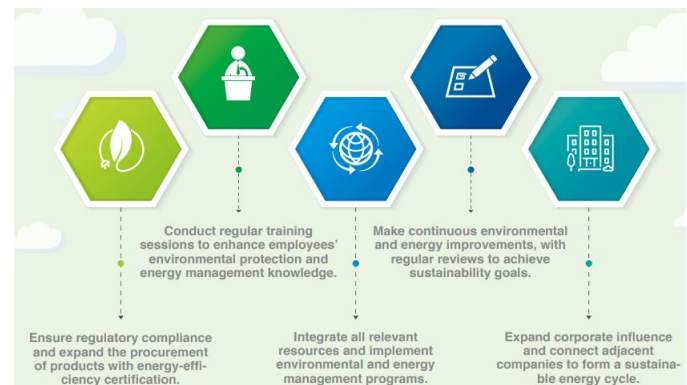 Ensure regulatory compliance
and expand the procurement
of products with energy-effi-
ciency certification.
Conduct regular training
sessions to enhance employees'
environmental protection and
energy management knowledge.
Integrate all relevant
resources and implement
environmental and energy
management programs.
Make continuous environmental
and energy improvements, with
regular reviews to achieve
sustainability goals.
Expand corporate influence
and connect adjacent
companies to form a sustaina-
ble energy cycle.